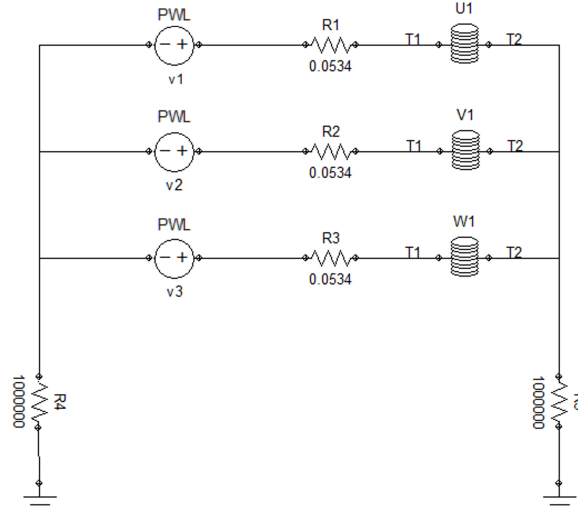 PWL
R1
U1
T1
T2
0.0534
v1
PWL
R2
V1
T1
T2
0.0534
v2
PWL
R3
W1
T1
T2
0.0534
v3
1000000
R4
1000000